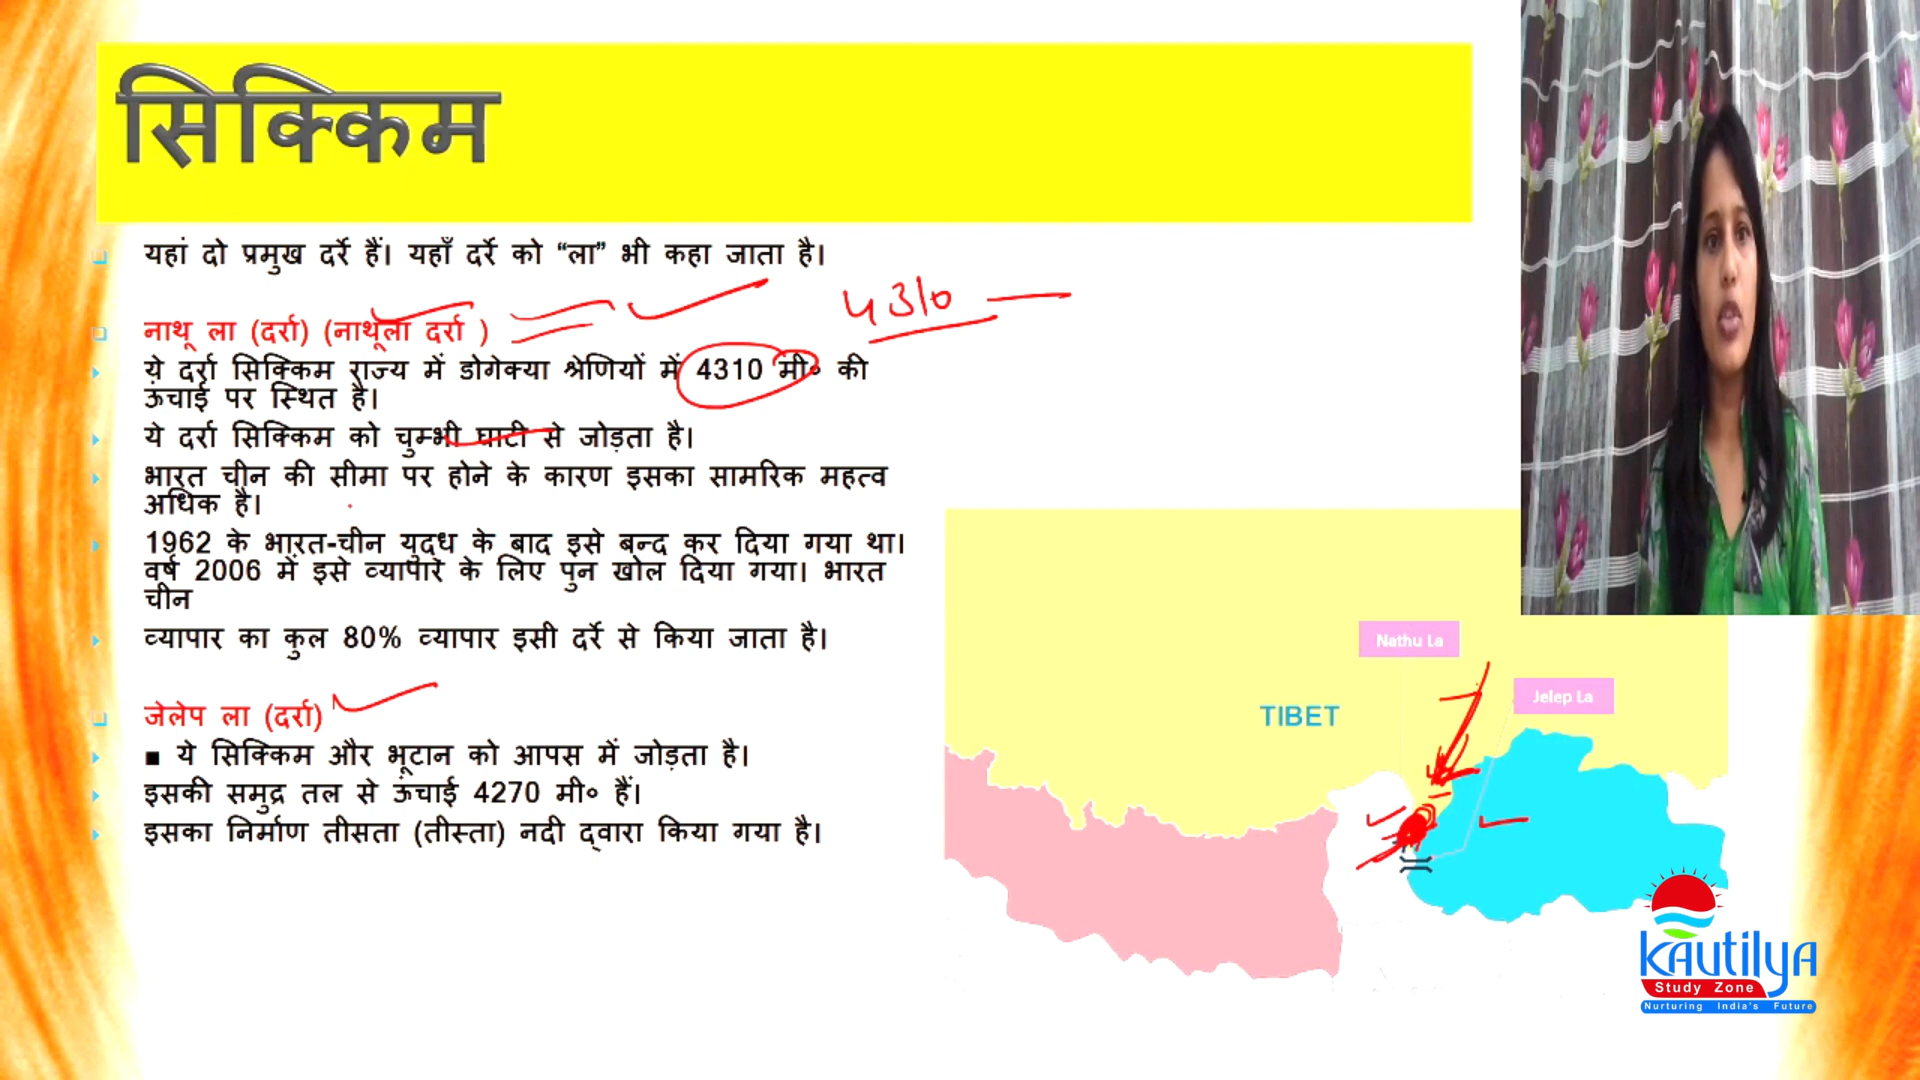 सिक्किम
यहां दो प्रमुख दर्रे हैं। यहाँ दर्रे को “ला” भी कहा जाता है।
4310
नाथू ला (दर्रा) (नाथूला दर्रा )
ये दर्रा सिक्किम राज्य में डोगेक्या श्रेणियों में 4310 मी० की
ऊंचाई पर स्थित है।
ये दर्रा सिक्किम को चुम्भी घाटी से जोड़ता है।
भारत चीन की सीमा पर होने के कारण इसका सामरिक महत्व
अधिक है।
1962 के भारत-चीन युद्ध के बाद इसे बन्द कर दिया गया था।
वर्ष 2006 में इसे व्यापार के लिए पुन खोल दिया गया। भारत
चीन
व्यापार का कुल 80% व्यापार इसी दर्रे से किया जाता है।
जेलेप ला (दर्रा)
■ ये सिक्किम और भूटान को आपस में जोड़ता है।
इसकी समुद्र तल से ऊंचाई 4270 मी० हैं।
इसका निर्माण तीसता (तीस्ता) नदी द्वारा किया गया है।
Nathu La
Jelep La
TIBET
kautilya
Study Zone
Nurturing India's Future